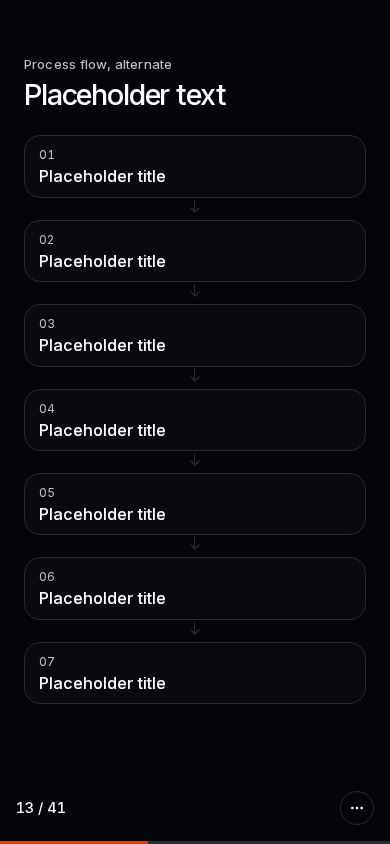 Process flow, alternate
Placeholder text
01
Placeholder title
02
Placeholder title
03
Placeholder title
04
Placeholder title
05
Placeholder title
06
Placeholder title
07
Placeholder title
13 / 41